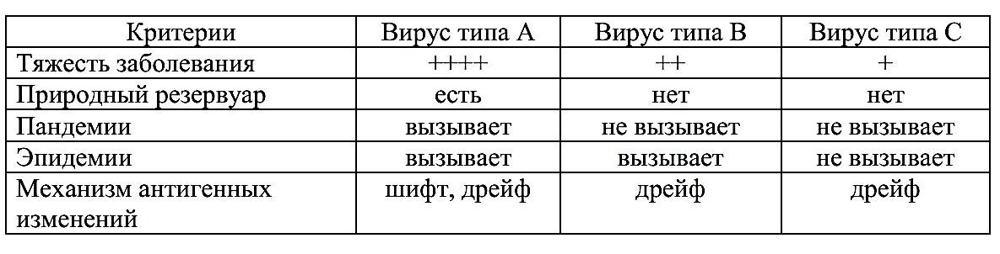 Критерии Вирус типа А Вирус типа В Вирус типа С
Тяжесть заболевания ++++ ++ +
Природный резервуар есть нет нет
Пандемии вызывает не вызывает не вызывает
Эпидемии вызывает вызывает не вызывает
Механизм антигенных шифт, дрейф дрейф дрейф
изменений